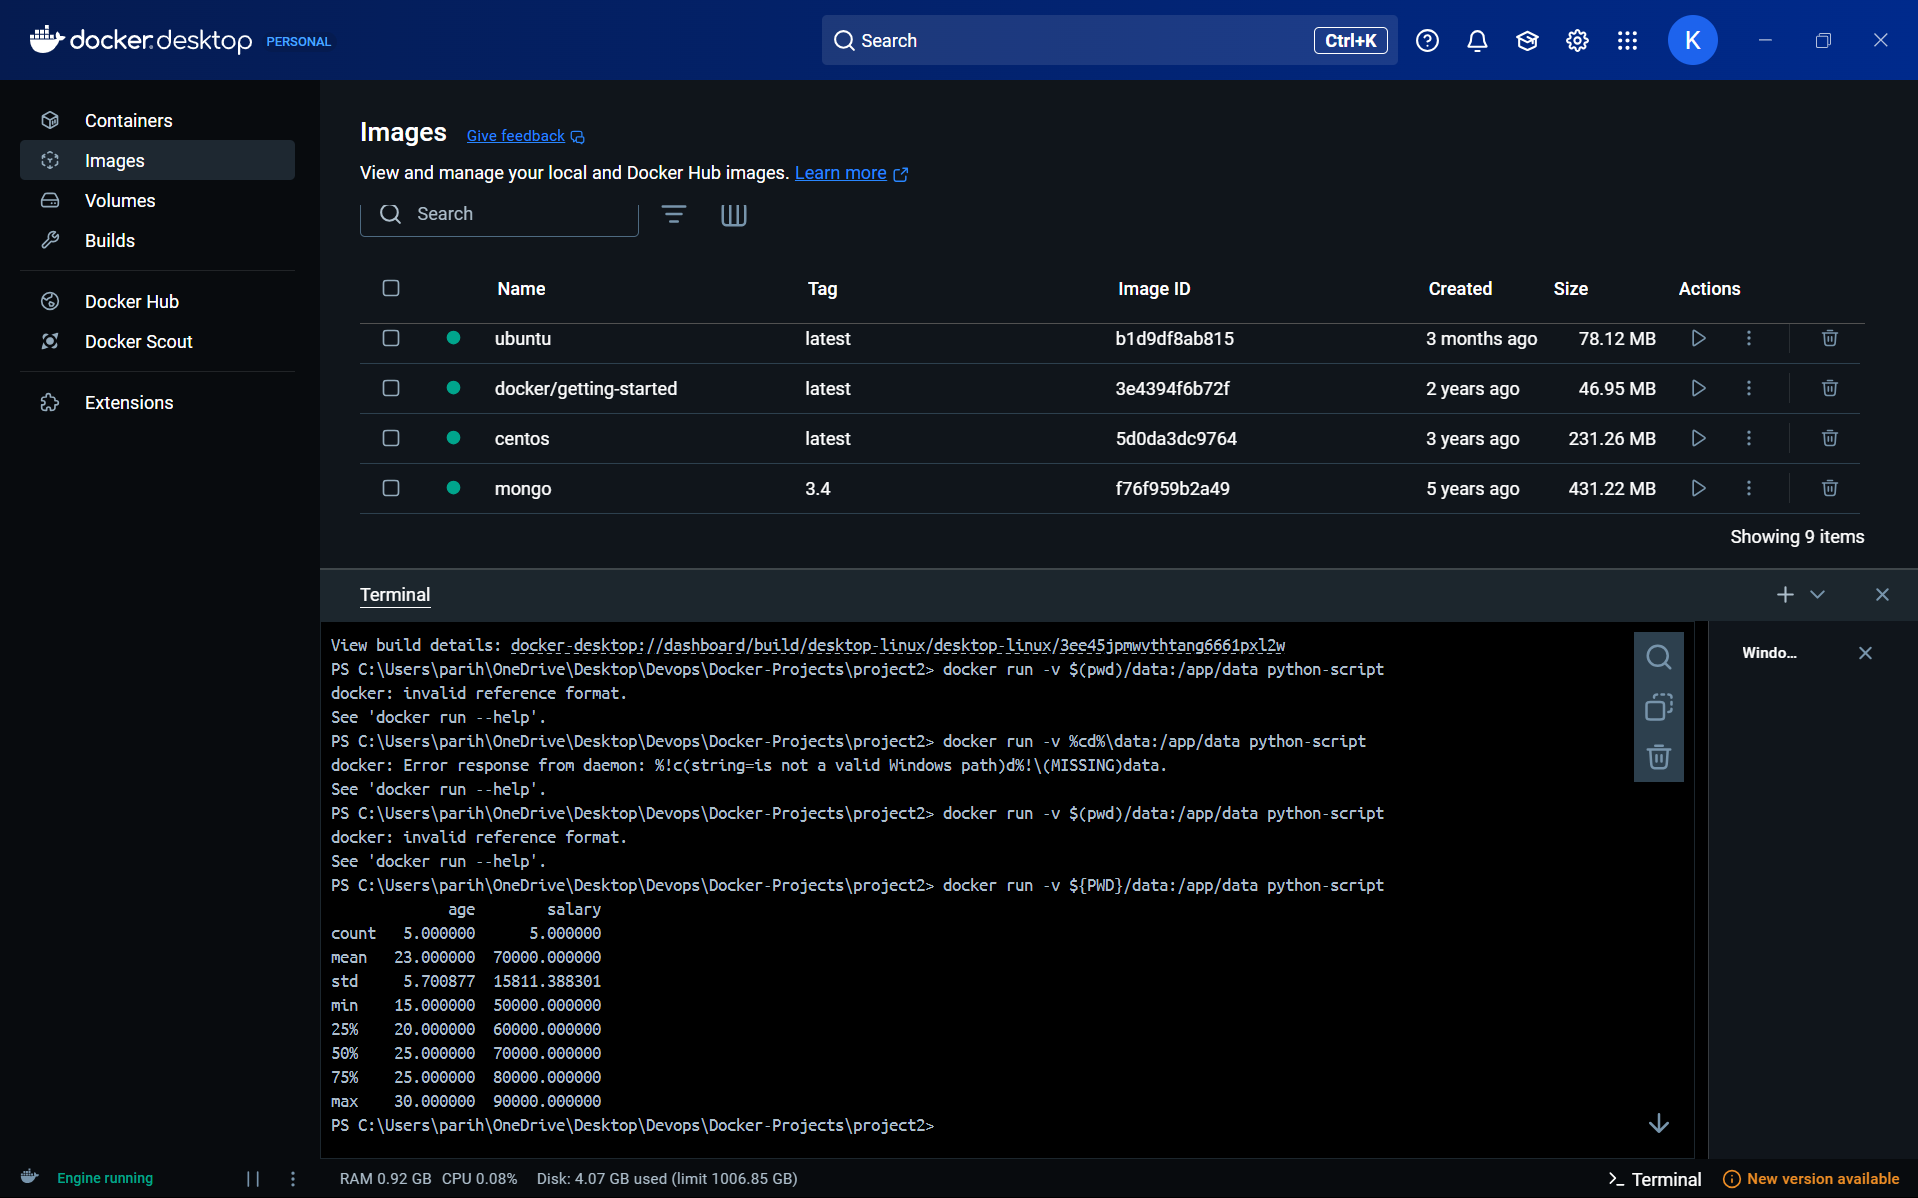 docker.desktop PERSONAL
Search Ctrl+K
K
Containers
Images
Volumes
Builds
Docker Hub
Docker Scout
Extensions
Images Give feedback
View and manage your local and Docker Hub images. Learn more
Search
Name Tag Image ID Created Size Actions
ubuntu latest b1d9df8ab815 3 months ago 78.12 MB
docker/getting-started latest 3e4394f6b72f 2 years ago 46.95 MB
centos latest 5d0da3dc9764 3 years ago 231.26 MB
mongo 3.4 f76f959b2a49 5 years ago 431.22 MB
Showing 9 items
Terminal
Windo...
View build details: docker-desktop://dashboard/build/desktop-linux/desktop-linux/3ee45jpmwvthtang6661pxl2w
PS C:\Users\parih\OneDrive\Desktop\Devops\Docker-Projects\project2> docker run -v $(pwd)/data:/app/data python-script
docker: invalid reference format.
See 'docker run --help'.
PS C:\Users\parih\OneDrive\Desktop\Devops\Docker-Projects\project2> docker run -v %cd%\data:/app/data python-script
docker: Error response from daemon: %!c(string=is not a valid Windows path)d%!\(MISSING)data.
See 'docker run --help'.
PS C:\Users\parih\OneDrive\Desktop\Devops\Docker-Projects\project2> docker run -v $(pwd)/data:/app/data python-script
docker: invalid reference format.
See 'docker run --help'.
PS C:\Users\parih\OneDrive\Desktop\Devops\Docker-Projects\project2> docker run -v ${PWD}/data:/app/data python-script
age salary
count 5.000000 5.000000
mean 23.000000 70000.000000
std 5.700877 15811.388301
min 15.000000 50000.000000
25% 20.000000 60000.000000
50% 25.000000 70000.000000
75% 25.000000 80000.000000
max 30.000000 90000.000000
PS C:\Users\parih\OneDrive\Desktop\Devops\Docker-Projects\project2>
Engine running RAM 0.92 GB CPU 0.08% Disk: 4.07 GB used (limit 1006.85 GB) Terminal New version available